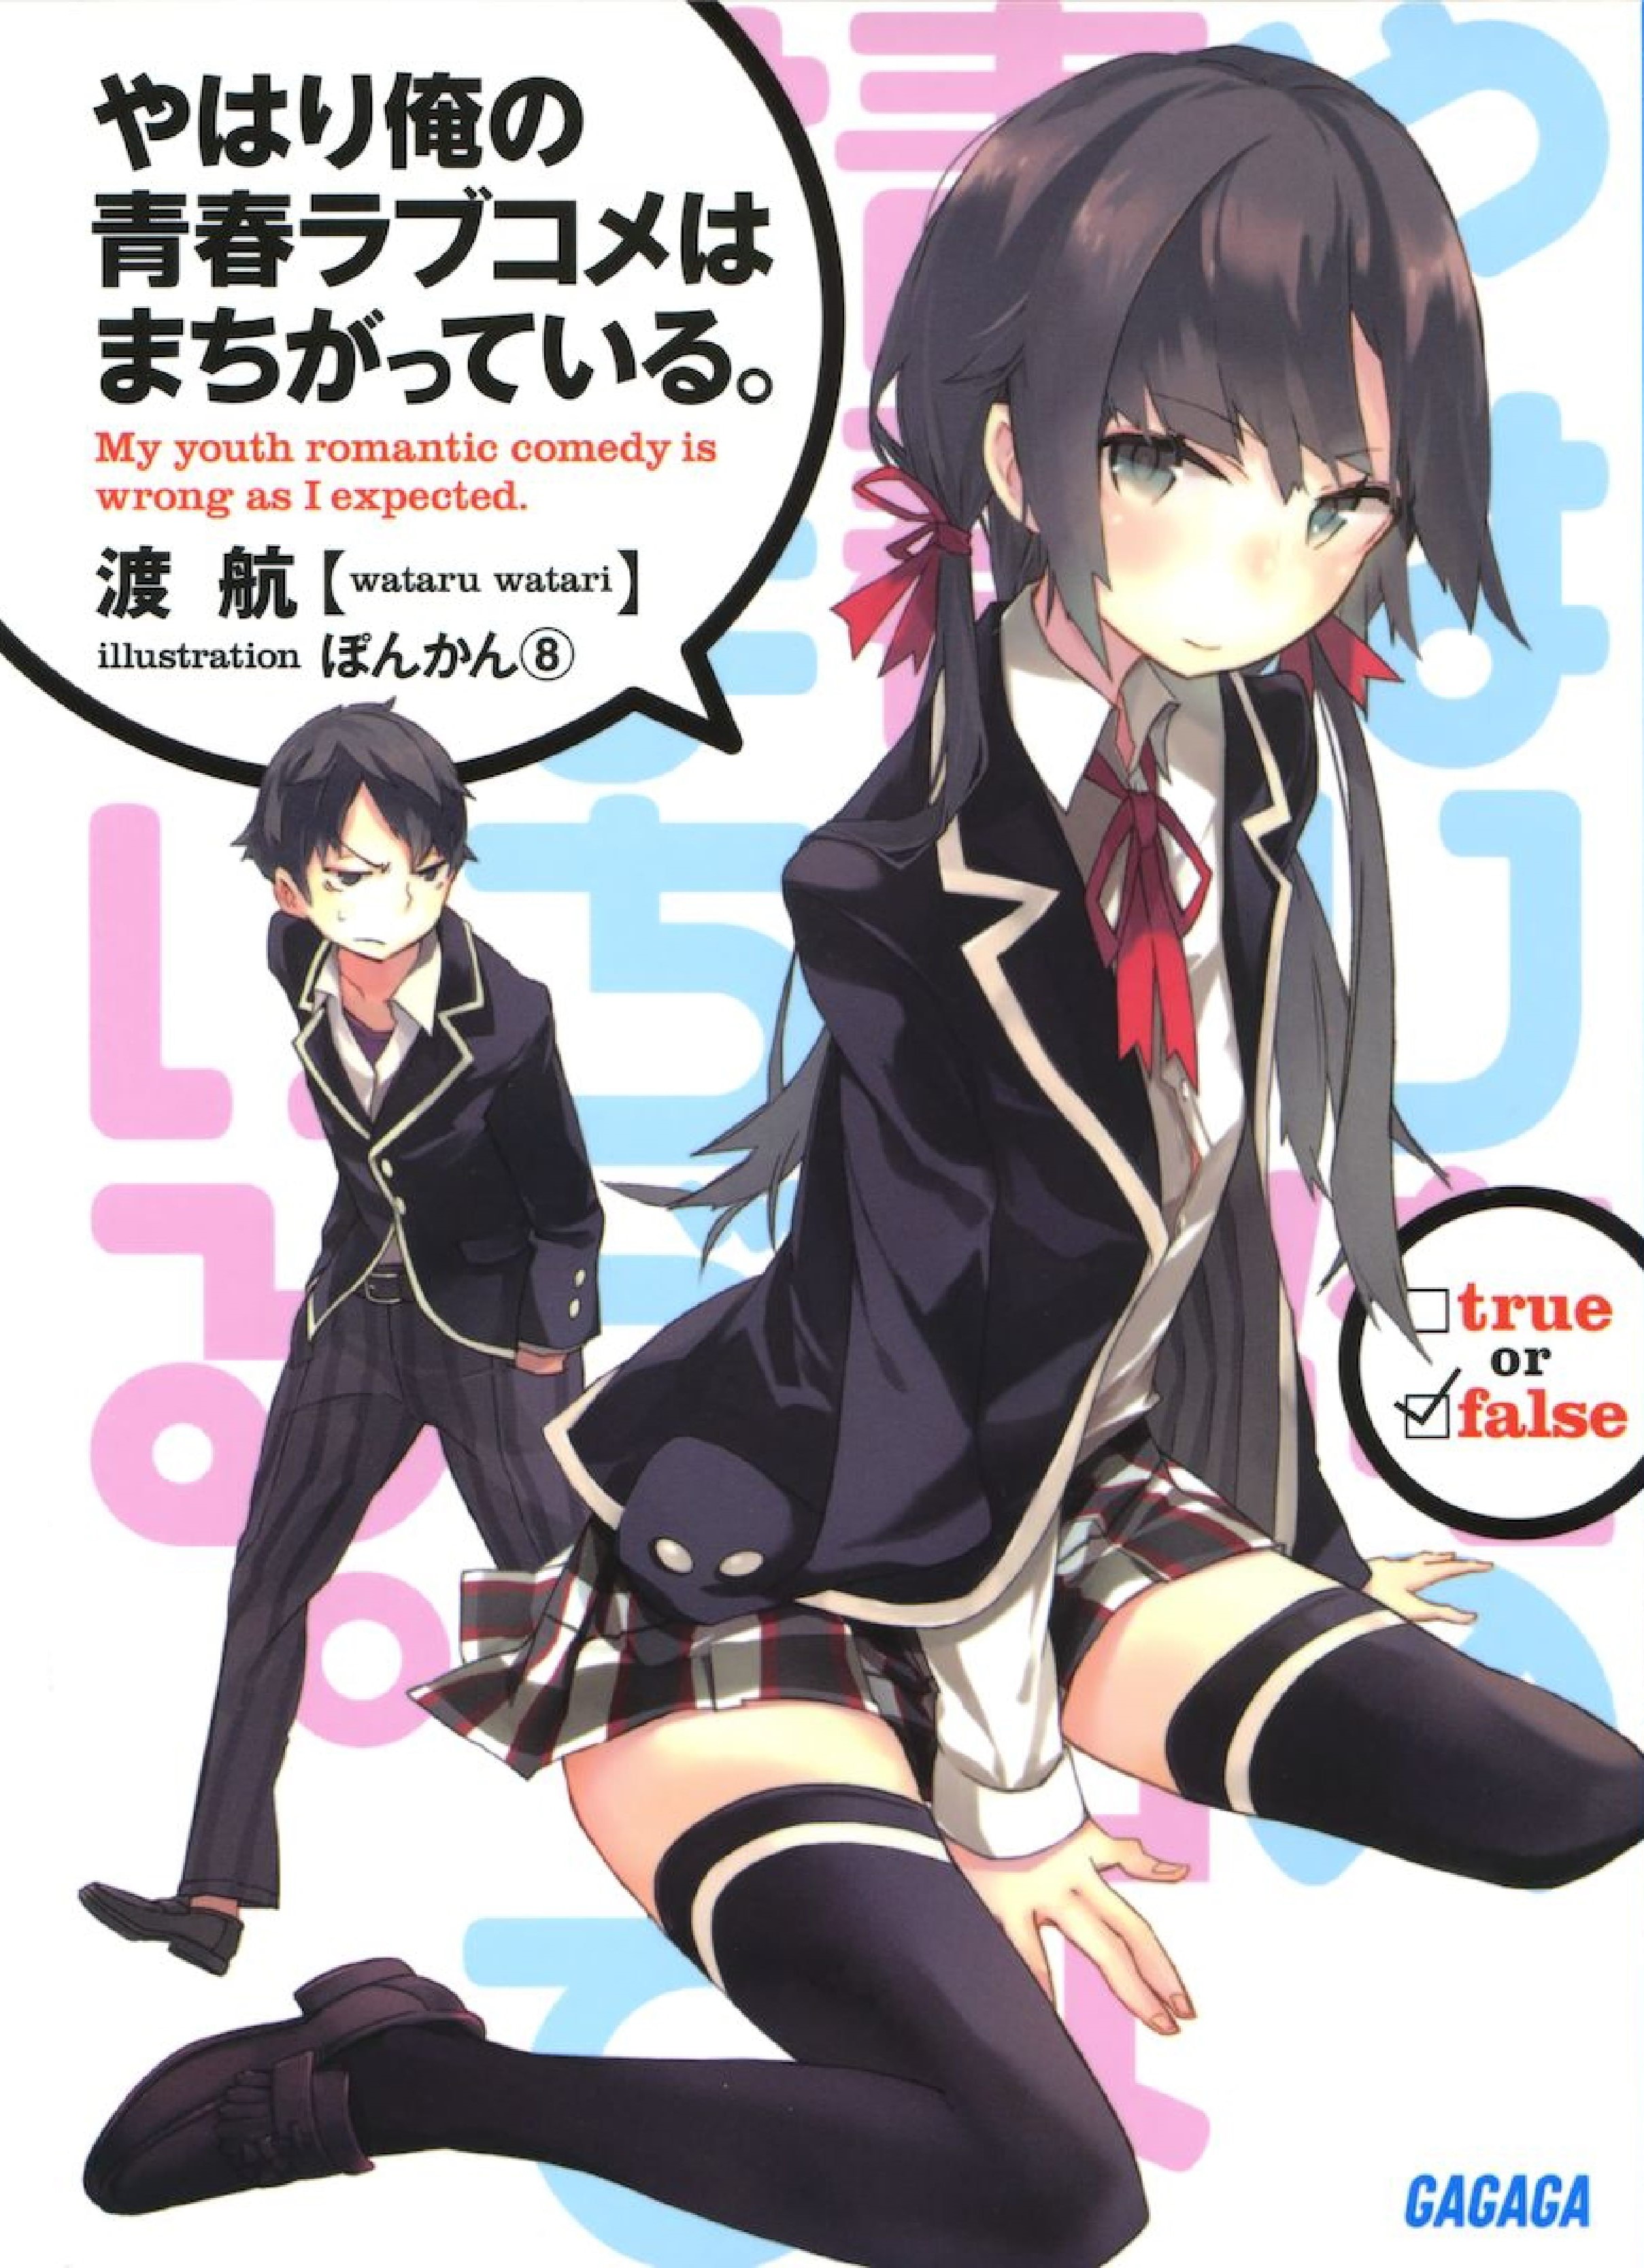 やはり俺の
青春ラブコメは
まちがっている。
My youth romantic comedy is
wrong as I expected.
渡 航【wataru watari】
illustration ぽんかん⑧
true
or
false
GAGAGA